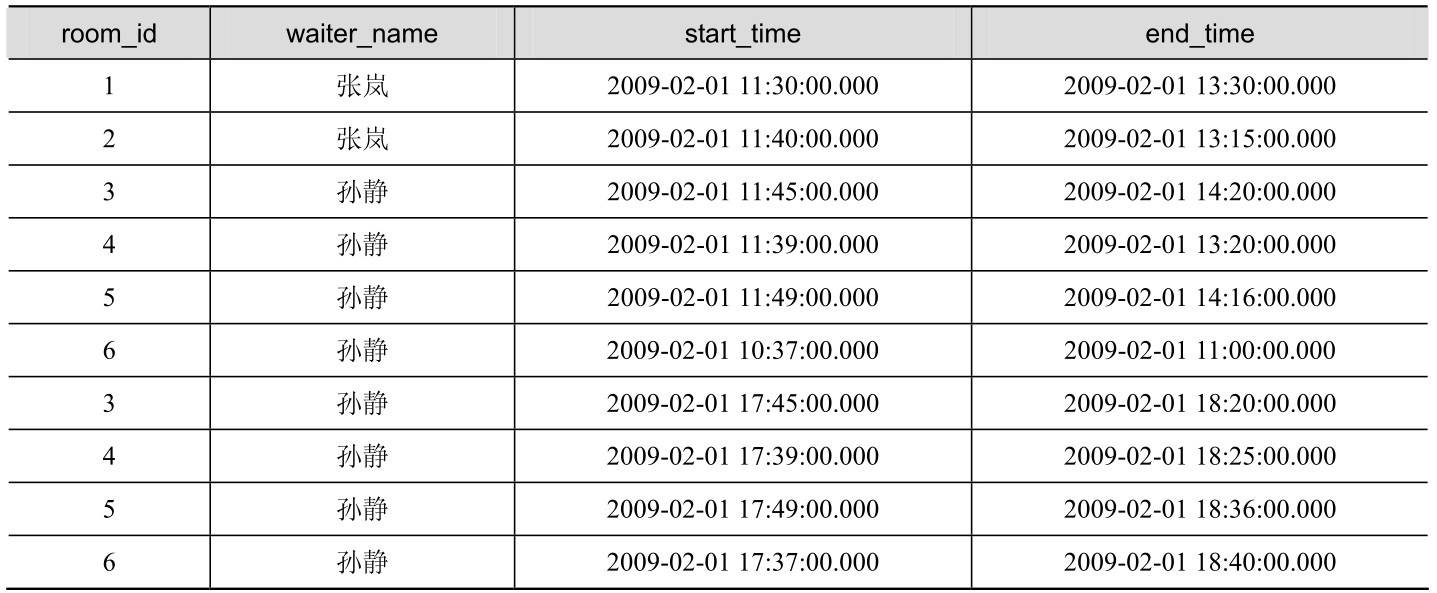 room_id waiter_name start_time end_time
1 张岚 2009-02-01 11:30:00.000 2009-02-01 13:30:00.000
2 张岚 2009-02-01 11:40:00.000 2009-02-01 13:15:00.000
3 孙静 2009-02-01 11:45:00.000 2009-02-01 14:20:00.000
4 孙静 2009-02-01 11:39:00.000 2009-02-01 13:20:00.000
5 孙静 2009-02-01 11:49:00.000 2009-02-01 14:16:00.000
6 孙静 2009-02-01 10:37:00.000 2009-02-01 11:00:00.000
3 孙静 2009-02-01 17:45:00.000 2009-02-01 18:20:00.000
4 孙静 2009-02-01 17:39:00.000 2009-02-01 18:25:00.000
5 孙静 2009-02-01 17:49:00.000 2009-02-01 18:36:00.000
6 孙静 2009-02-01 17:37:00.000 2009-02-01 18:40:00.000